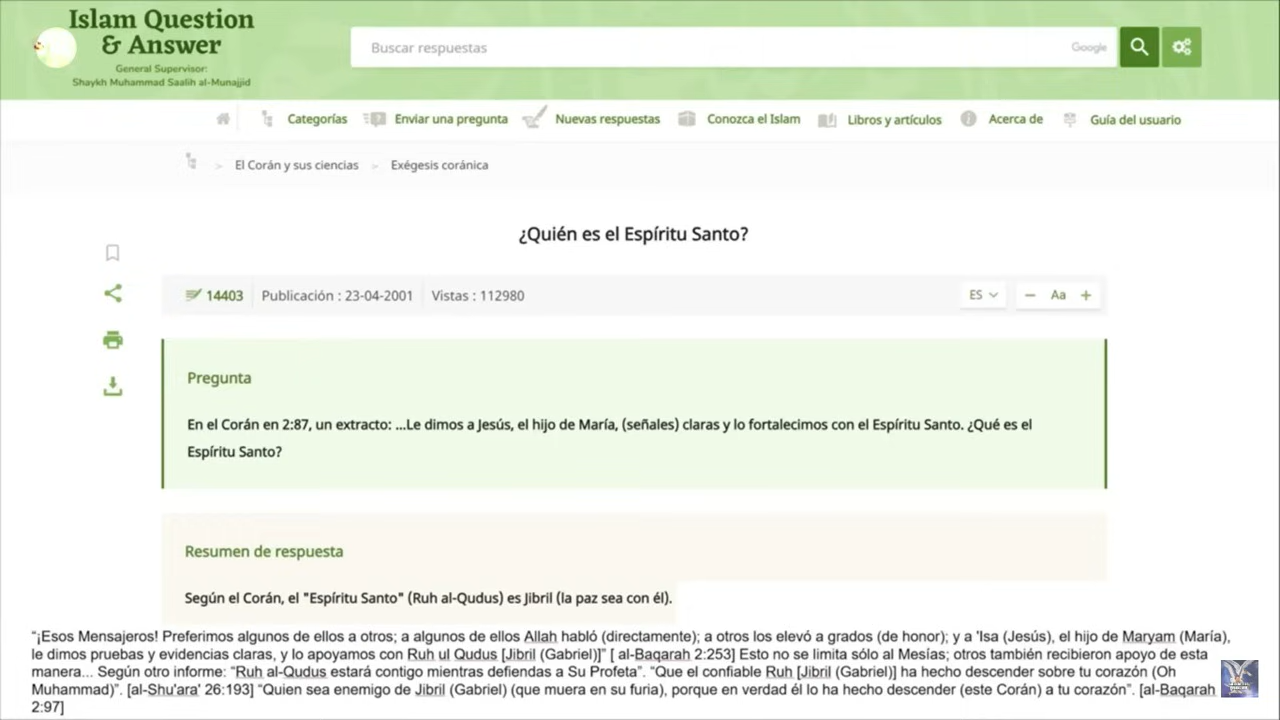 Islam Question
& Answer
General Supervisor:
Shaykh Muhammad Saalih al-Munajjid
Buscar respuestas
Google
Categorías
Enviar una pregunta
Nuevas respuestas
Conozca el Islam
Libros y artículos
Acerca de
Guía del usuario
> El Corán y sus ciencias > Exégesis coránica
¿Quién es el Espíritu Santo?
14403 Publicación : 23-04-2001 Vistas : 112980
ES
− Aa +
Pregunta
En el Corán en 2:87, un extracto: ...Le dimos a Jesús, el hijo de María, (señales) claras y lo fortalecimos con el Espíritu Santo. ¿Qué es el
Espíritu Santo?
Resumen de respuesta
Según el Corán, el "Espíritu Santo" (Ruh al-Qudus) es Jibril (la paz sea con él).
“¡Esos Mensajeros! Preferimos algunos de ellos a otros; a algunos de ellos Allah habló (directamente); a otros los elevó a grados (de honor); y a 'Isa (Jesús), el hijo de Maryam (María),
le dimos pruebas y evidencias claras, y lo apoyamos con Ruh ul Qudus [Jibril (Gabriel)]” [ al-Baqarah 2:253] Esto no se limita sólo al Mesías; otros también recibieron apoyo de esta
manera... Según otro informe: “Ruh al-Qudus estará contigo mientras defiendas a Su Profeta”. “Que el confiable Ruh [Jibril (Gabriel)] ha hecho descender sobre tu corazón (Oh
Muhammad)”. [al-Shu'ara' 26:193] “Quien sea enemigo de Jibril (Gabriel) (que muera en su furia), porque en verdad él lo ha hecho descender (este Corán) a tu corazón”. [al-Baqarah
2:97]